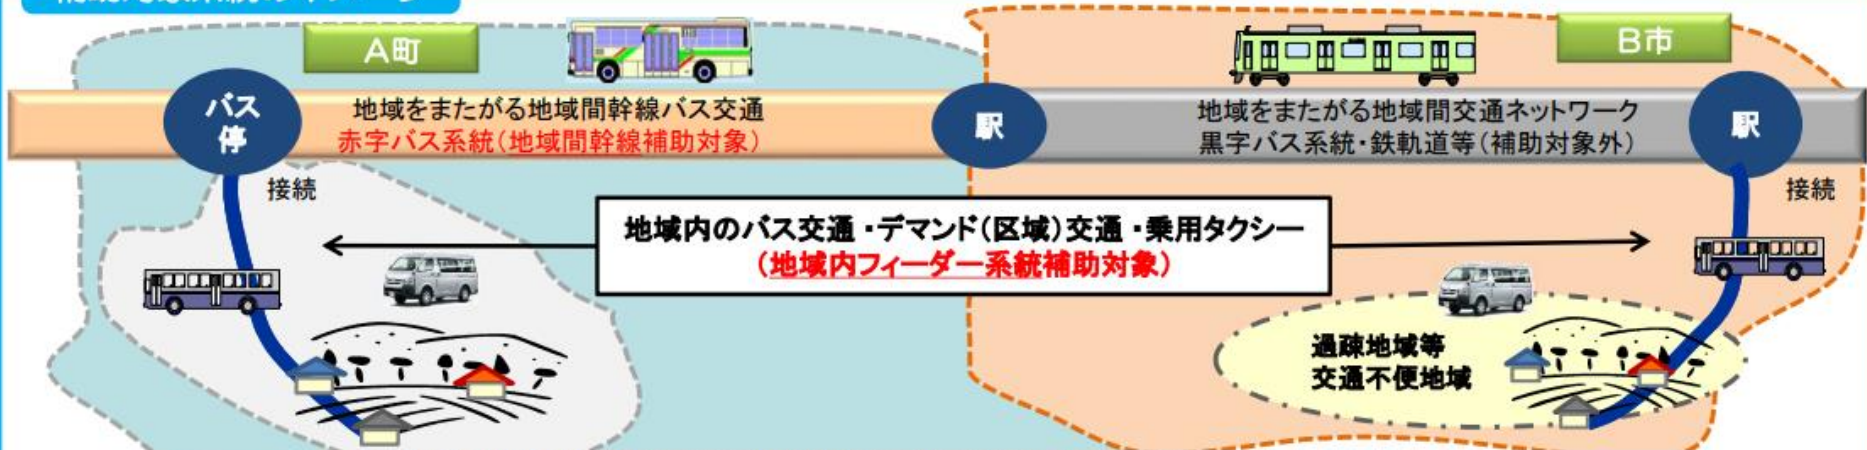 A町
B市
バス
停
地域をまたがる地域間幹線バス交通
赤字バス系統(地域間幹線補助対象)
駅
地域をまたがる地域間交通ネットワーク
黒字バス系統・鉄軌道等(補助対象外)
駅
接続
接続
地域内のバス交通・デマンド(区域)交通・乗用タクシー
(地域内フィーダー系統補助対象)
過疎地域等
交通不便地域